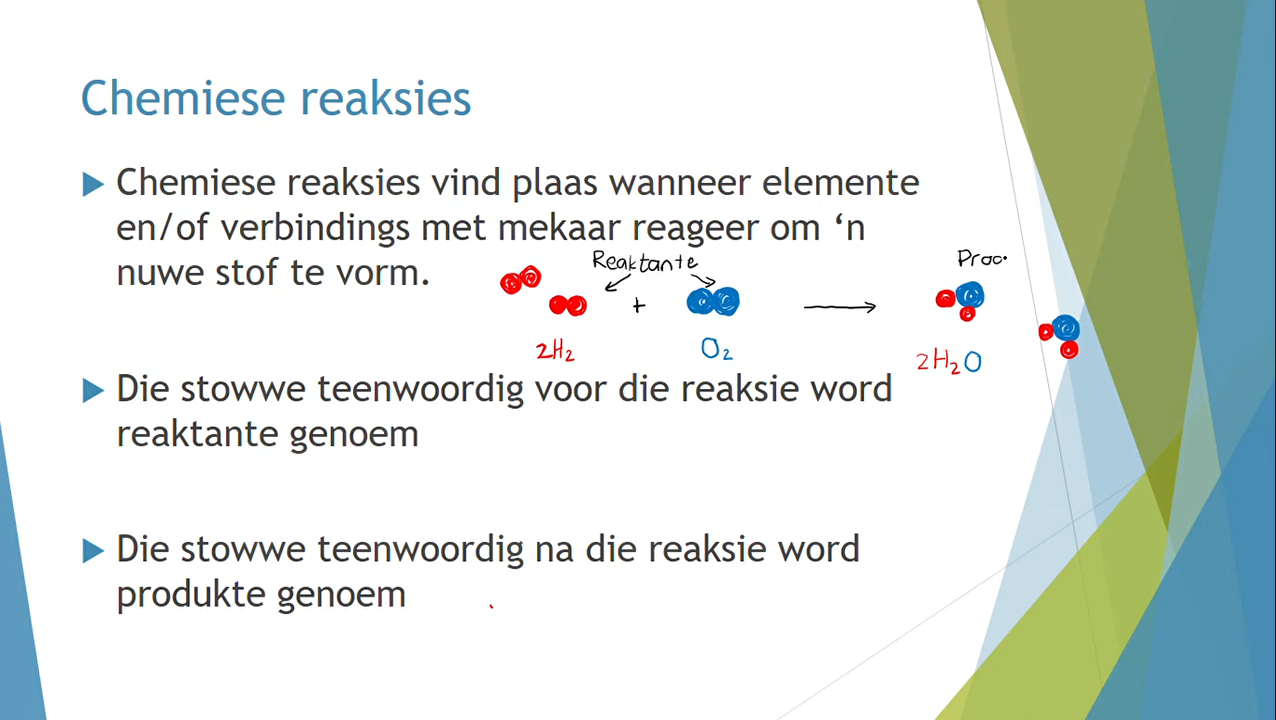 Chemiese reaksies
Chemiese reaksies vind plaas wanneer elemente
en/of verbindings met mekaar reageer om ‘n
nuwe stof te vorm.
Reaktante
+
2H₂
O₂
2H₂O
Die stowwe teenwoordig voor die reaksie word
reaktante genoem
Die stowwe teenwoordig na die reaksie word
produkte genoem